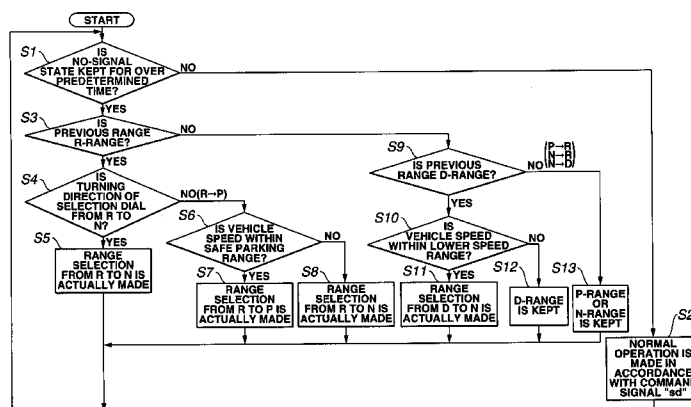 START
S1
IS
NO-SIGNAL
STATE KEPT FOR OVER
PREDETERMINED
TIME?
NO
YES
S3
IS
PREVIOUS RANGE
R-RANGE?
NO
YES
S4
IS
TURNING
DIRECTION OF
SELECTION DIAL
FROM R TO
N?
NO(R→P)
YES
S5
RANGE
SELECTION
FROM R TO N IS
ACTUALLY MADE
S6
IS VEHICLE
SPEED WITHIN
SAFE PARKING
RANGE?
NO
YES
S7
RANGE
SELECTION
FROM R TO P IS
ACTUALLY MADE
S8
RANGE
SELECTION
FROM R TO N IS
ACTUALLY MADE
S9
IS PREVIOUS
RANGE D-RANGE?
NO
P→R
N→R
N→D
YES
S10
IS
VEHICLE SPEED
WITHIN LOWER SPEED
RANGE?
NO
YES
S11
RANGE
SELECTION
FROM D TO N IS
ACTUALLY MADE
S12
D-RANGE
IS KEPT
S13
P-RANGE
OR
N-RANGE
IS KEPT
S2
NORMAL
OPERATION IS
MADE IN
ACCORDANCE
WITH COMMAND
SIGNAL "sd"